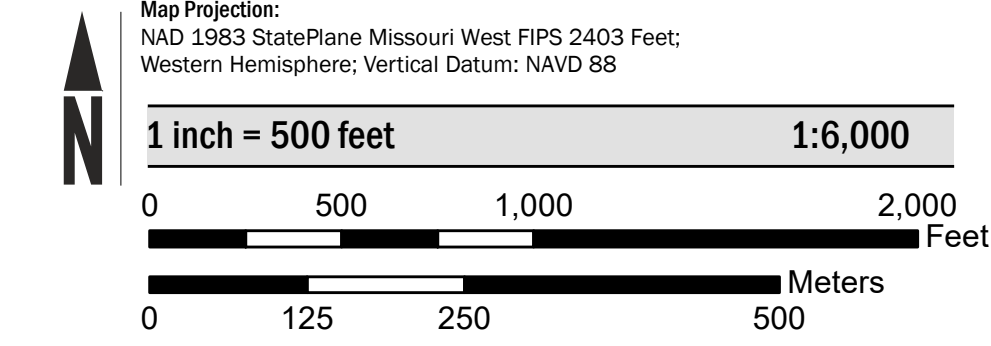 Map Projection:
NAD 1983 StatePlane Missouri West FIPS 2403 Feet;
Western Hemisphere; Vertical Datum: NAVD 88
N
1 inch = 500 feet 1:6,000
0 500 1,000 2,000
Feet
Meters
0 125 250 500